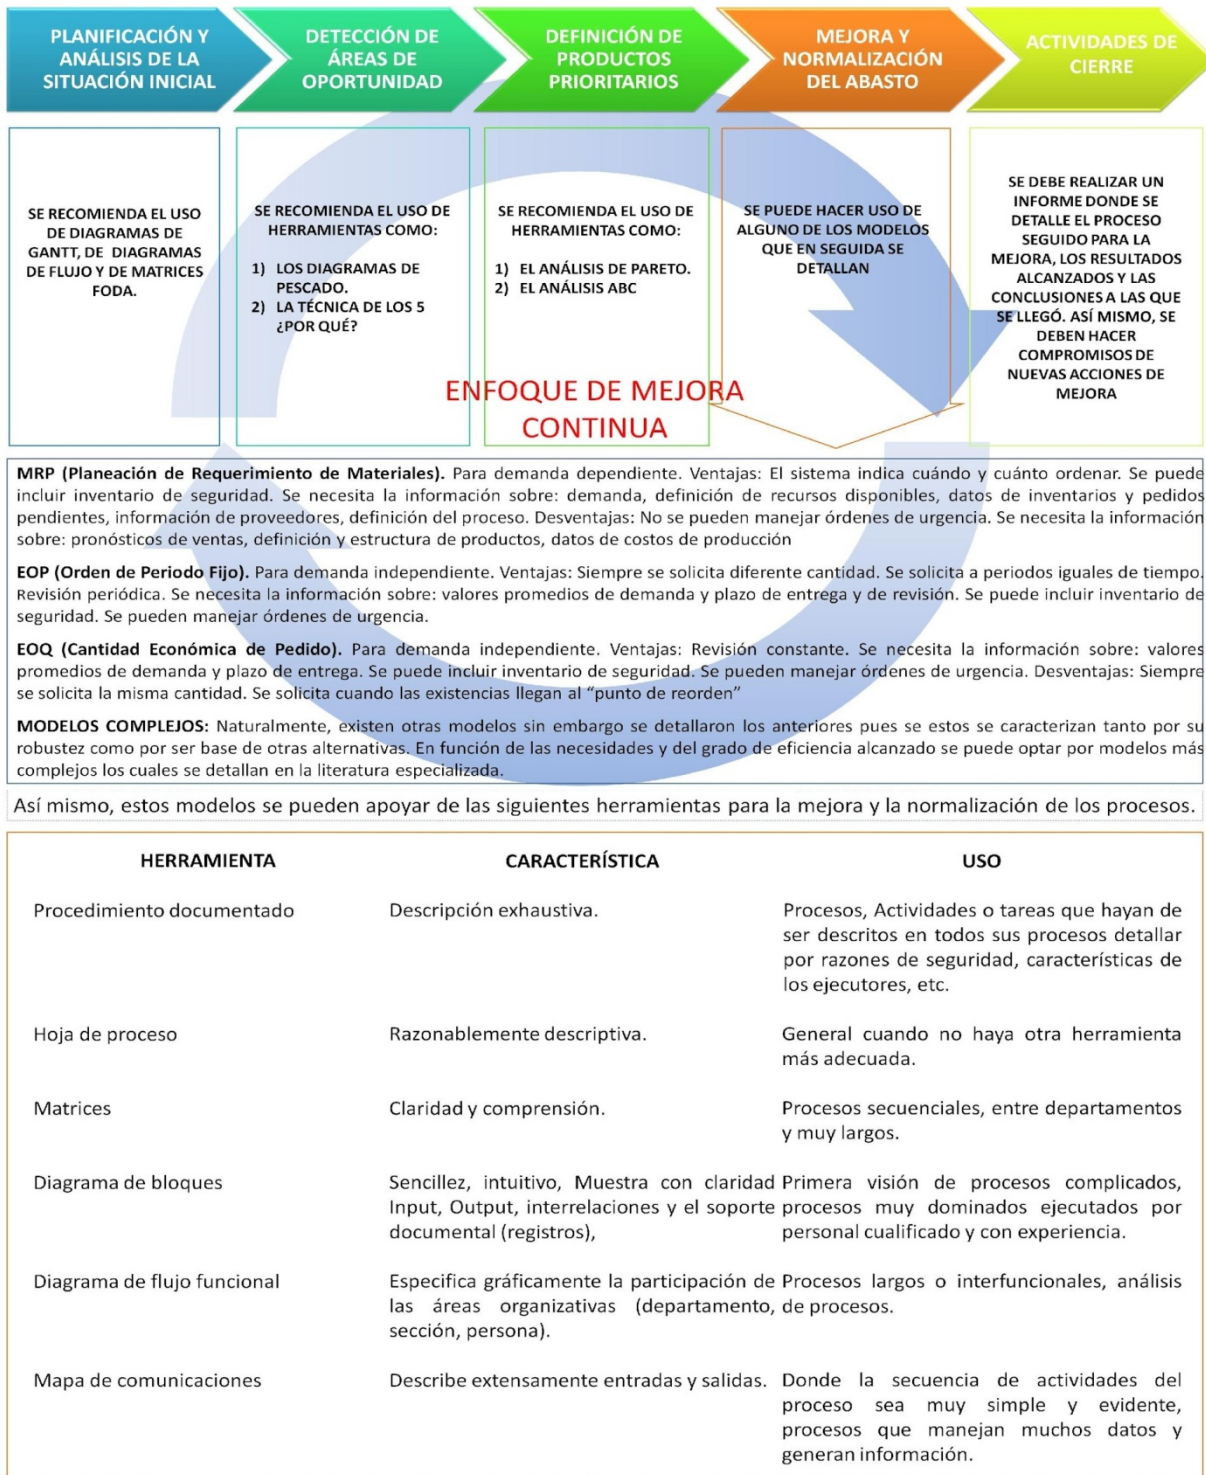 PLANIFICACIÓN Y
ANÁLISIS DE LA
SITUACIÓN INICIAL
DETECCIÓN DE
ÁREAS DE
OPORTUNIDAD
DEFINICIÓN DE
PRODUCTOS
PRIORITARIOS
MEJORA Y
NORMALIZACIÓN
DEL ABASTO
ACTIVIDADES DE
CIERRE
SE RECOMIENDA EL USO
DE DIAGRAMAS DE
GANTT, DE DIAGRAMAS
DE FLUJO Y DE MATRICES
FODA.
SE RECOMIENDA EL USO DE
HERRAMIENTAS COMO:
1) LOS DIAGRAMAS DE
PESCADO.
2) LA TÉCNICA DE LOS 5
¿POR QUÉ?
SE RECOMIENDA EL USO DE
HERRAMIENTAS COMO:
1) EL ANÁLISIS DE PARETO.
2) EL ANÁLISIS ABC
SE PUEDE HACER USO DE
ALGUNO DE LOS MODELOS
QUE EN SEGUIDA SE
DETALLAN
SE DEBE REALIZAR UN
INFORME DONDE SE
DETALLE EL PROCESO
SEGUIDO PARA LA
MEJORA, LOS RESULTADOS
ALCANZADOS Y LAS
CONCLUSIONES A LAS QUE
SE LLEGÓ. ASÍ MISMO, SE
DEBEN HACER
COMPROMISOS DE
NUEVAS ACCIONES DE
MEJORA
ENFOQUE DE MEJORA
CONTINUA
MRP (Planeación de Requerimiento de Materiales). Para demanda dependiente. Ventajas: El sistema indica cuándo y cuánto ordenar. Se puede
incluir inventario de seguridad. Se necesita la información sobre: demanda, definición de recursos disponibles, datos de inventarios y pedidos
pendientes, información de proveedores, definición del proceso. Desventajas: No se pueden manejar órdenes de urgencia. Se necesita la información
sobre: pronósticos de ventas, definición y estructura de productos, datos de costos de producción
EOP (Orden de Periodo Fijo). Para demanda independiente. Ventajas: Siempre se solicita diferente cantidad. Se solicita a periodos iguales de tiempo.
Revisión periódica. Se necesita la información sobre: valores promedios de demanda y plazo de entrega y de revisión. Se puede incluir inventario de
seguridad. Se pueden manejar órdenes de urgencia.
EOQ (Cantidad Económica de Pedido). Para demanda independiente. Ventajas: Revisión constante. Se necesita la información sobre: valores
promedios de demanda y plazo de entrega. Se puede incluir inventario de seguridad. Se pueden manejar órdenes de urgencia. Desventajas: Siempre
se solicita la misma cantidad. Se solicita cuando las existencias llegan al “punto de reorden”
MODELOS COMPLEJOS: Naturalmente, existen otras modelos sin embargo se detallaron los anteriores pues se estos se caracterizan tanto por su
robustez como por ser base de otras alternativas. En función de las necesidades y del grado de eficiencia alcanzado se puede optar por modelos más
complejos los cuales se detallan en la literatura especializada.
Así mismo, estos modelos se pueden apoyar de las siguientes herramientas para la mejora y la normalización de los procesos.
HERRAMIENTA CARACTERÍSTICA USO
Procedimiento documentado
Descripción exhaustiva.
Procesos, Actividades o tareas que hayan de
ser descritos en todos sus procesos detallar
por razones de seguridad, características de
los ejecutores, etc.
Hoja de proceso
Razonablemente descriptiva.
General cuando no haya otra herramienta
más adecuada.
Matrices
Claridad y comprensión.
Procesos secuenciales, entre departamentos
y muy largos.
Diagrama de bloques
Sencillez, intuitivo, Muestra con claridad
Input, Output, interrelaciones y el soporte
documental (registros),
Primera visión de procesos complicados,
procesos muy dominados ejecutados por
personal cualificado y con experiencia.
Diagrama de flujo funcional
Especifica gráficamente la participación de
las áreas organizativas (departamento,
sección, persona).
Procesos largos o interfuncionales, análisis
de procesos.
Mapa de comunicaciones
Describe extensamente entradas y salidas.
Donde la secuencia de actividades del
proceso sea muy simple y evidente,
procesos que manejan muchos datos y
generan información.